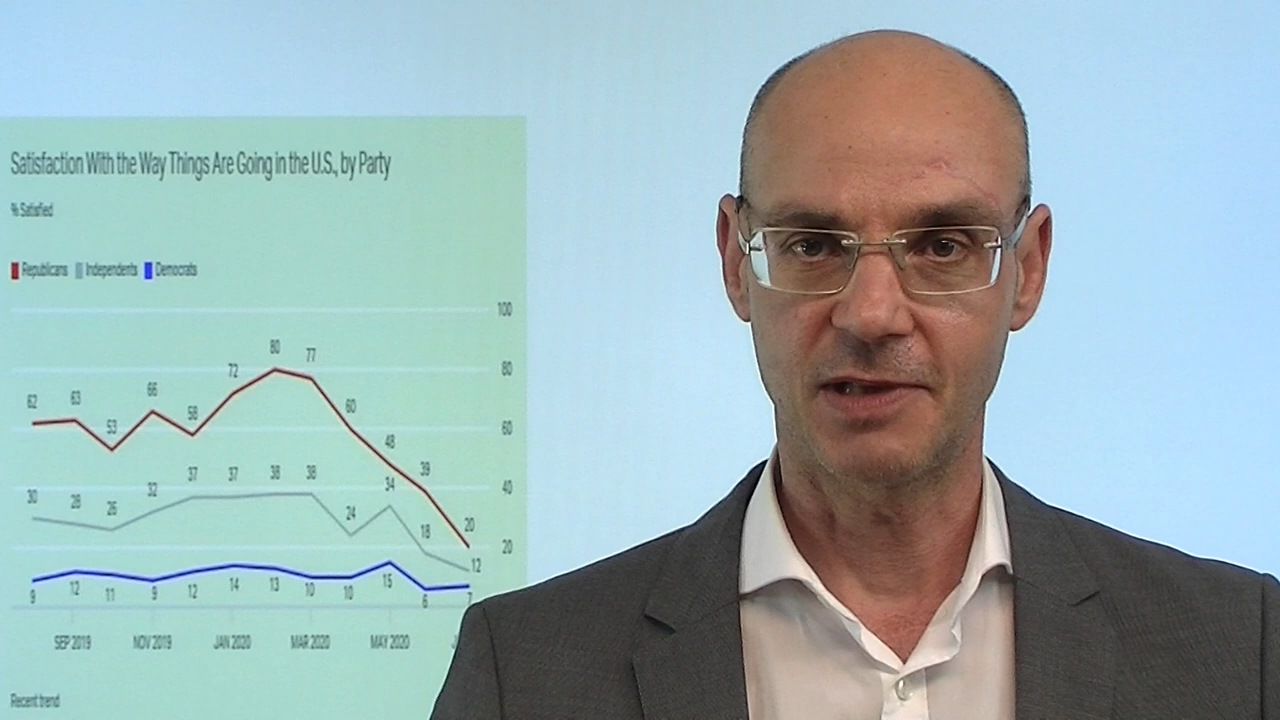 Satisfaction With the Way Things Are Going in the U.S., by Party
% Satisfied
Republicans Independents Democrats
100
80
60
40
20
62 63 53 66 58 72 80 77 60 48 39 20
30 28 26 32 37 37 38 38 24 34 18 12
9 12 11 9 12 14 13 10 10 15 6 7
SEP 2019 NOV 2019 JAN 2020 MAR 2020 MAY 2020 J
Recent trend